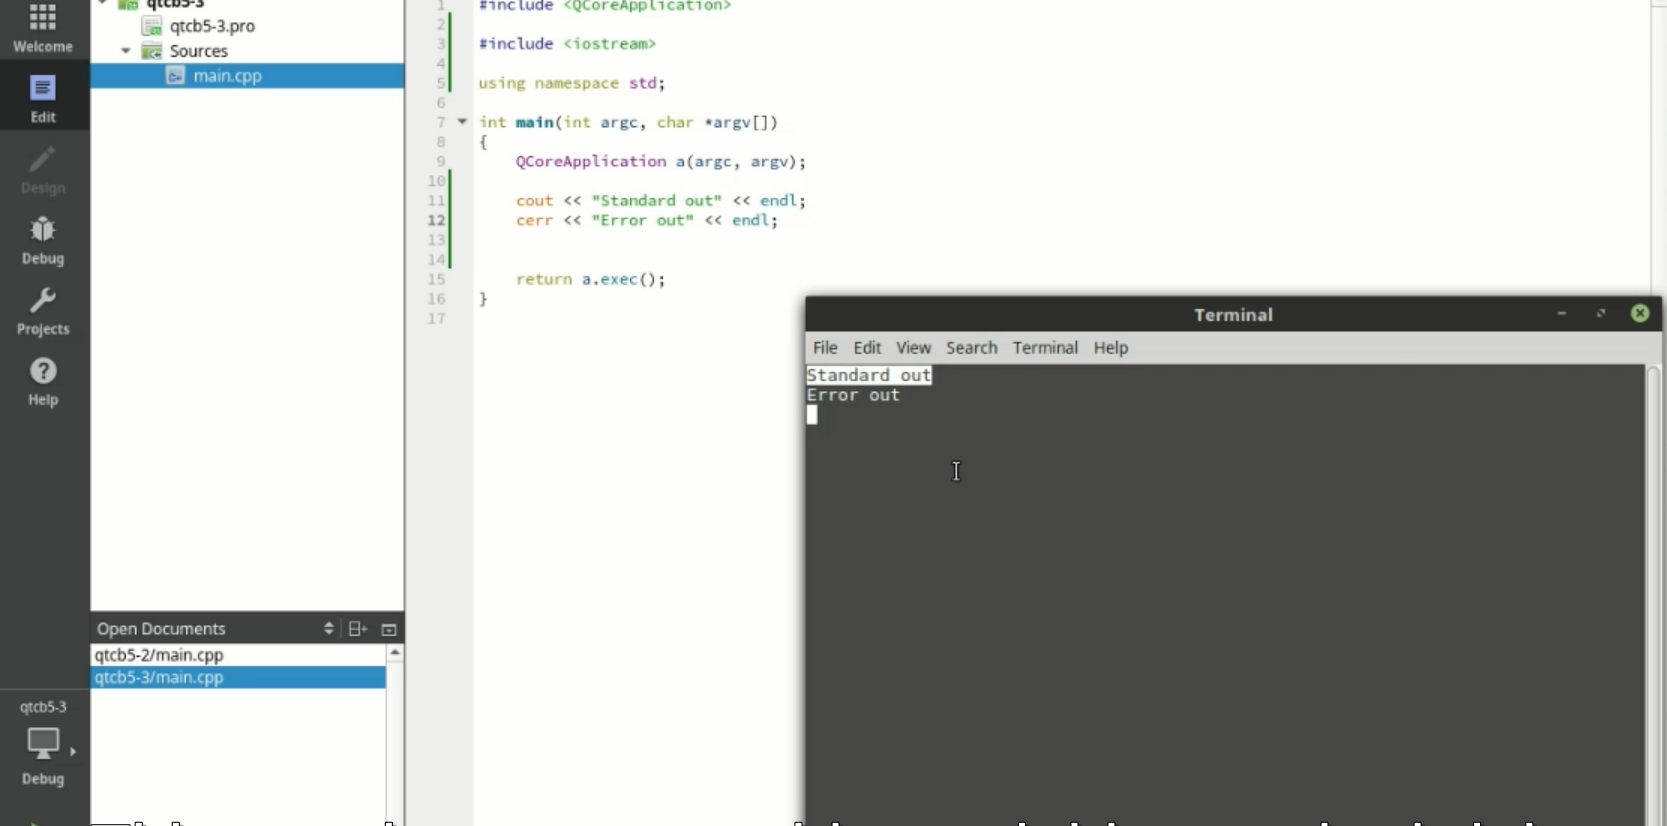 Welcome
Edit
Design
Debug
Projects
Help
qtcb5-3
Debug
qtcb5-3
qtcb5-3.pro
Sources
main.cpp
Open Documents
qtcb5-2/main.cpp
qtcb5-3/main.cpp
1 #include <QCoreApplication>
2
3 #include <iostream>
4
5 using namespace std;
6
7 int main(int argc, char *argv[])
8 {
9 QCoreApplication a(argc, argv);
10
11 cout << "Standard out" << endl;
12 cerr << "Error out" << endl;
13
14
15 return a.exec();
16 }
17
Terminal
File Edit View Search Terminal Help
Standard out
Error out